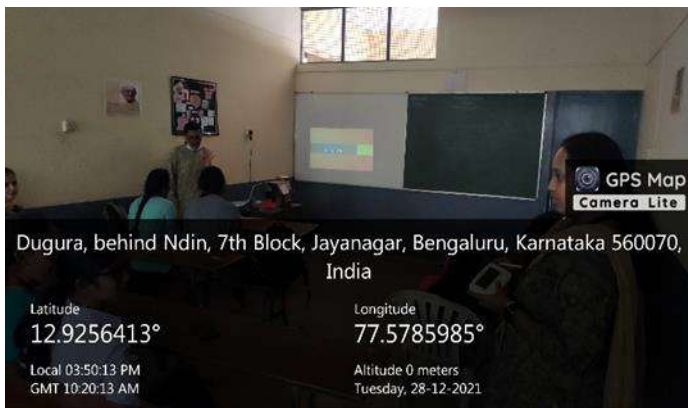 GPS Map
Camera Lite
Dugura, behind Ndin, 7th Block, Jayanagar, Bengaluru, Karnataka 560070,
India
Latitude
12.9256413°
Longitude
77.5785985°
Local 03:50:13 PM
GMT 10:20:13 AM
Altitude 0 meters
Tuesday, 28-12-2021